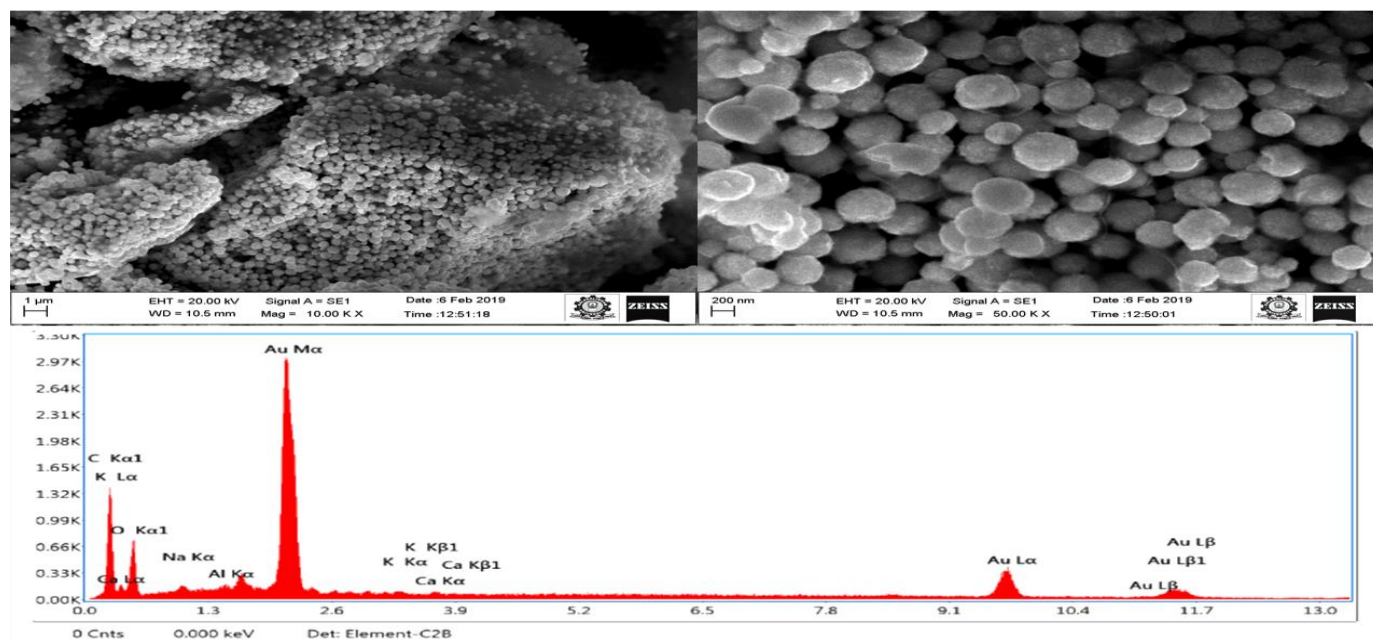 1 µm
EHT = 20.00 kV Signal A = SE1 Date :6 Feb 2019
WD = 10.5 mm Mag = 10.00 K X Time :12:51:18
ZEISS
200 nm
EHT = 20.00 kV Signal A = SE1 Date :6 Feb 2019
WD = 10.5 mm Mag = 50.00 K X Time :12:50:01
ZEISS
3.30K
2.97K
2.64K
2.31K
1.98K
1.65K
1.32K
0.99K
0.66K
0.33K
0.00K
Au Mα
C Kα1
K Lα
O Kα1
Ca Lα
Na Kα
Al Kα
K Kβ1
K Kα
Ca Kβ1
Ca Kα
Au Lα
Au Lβ
Au Lβ1
Au Lβ
0.0 1.3 2.6 3.9 5.2 6.5 7.8 9.1 10.4 11.7 13.0
0 Cnts 0.000 keV Det: Element-C2B